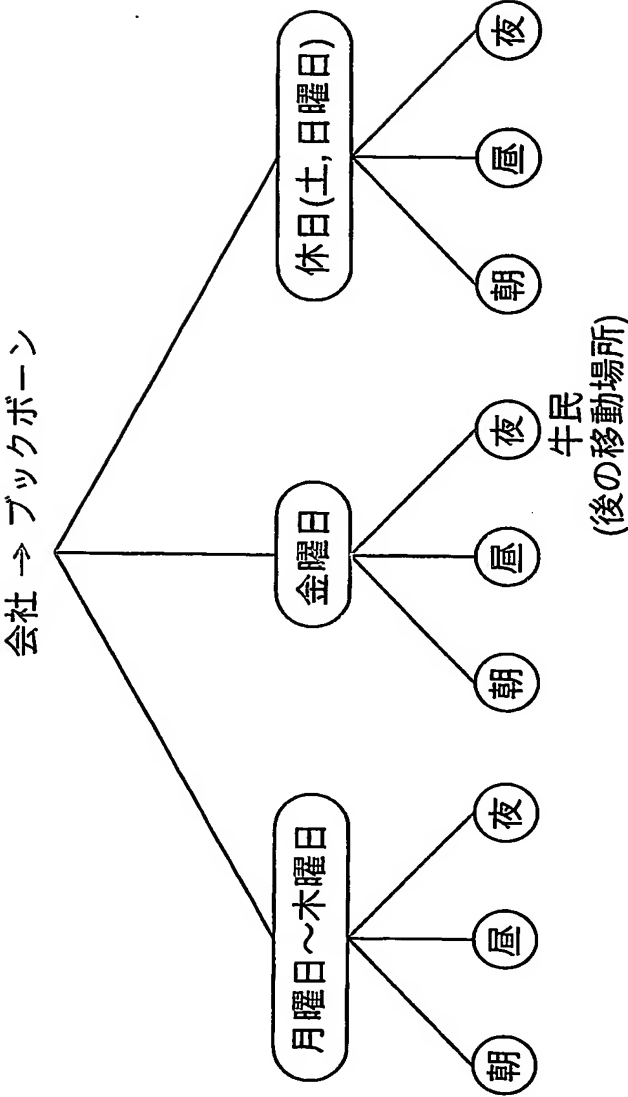 会社 → ブックボーン
月曜日～木曜日
金曜日
休日(土,日曜日)
朝
昼
夜
朝
昼
夜
朝
昼
夜
牛民
(後の移動場所)